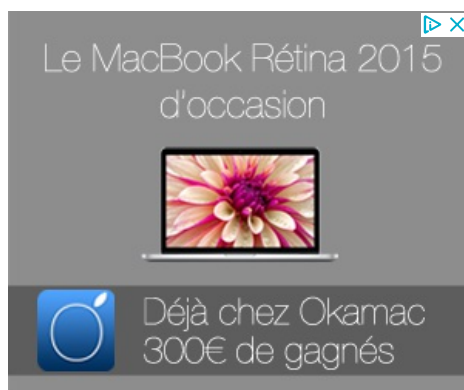 Le MacBook Rétina 2015
d'occasion
Déjà chez Okamac
300€ de gagnés